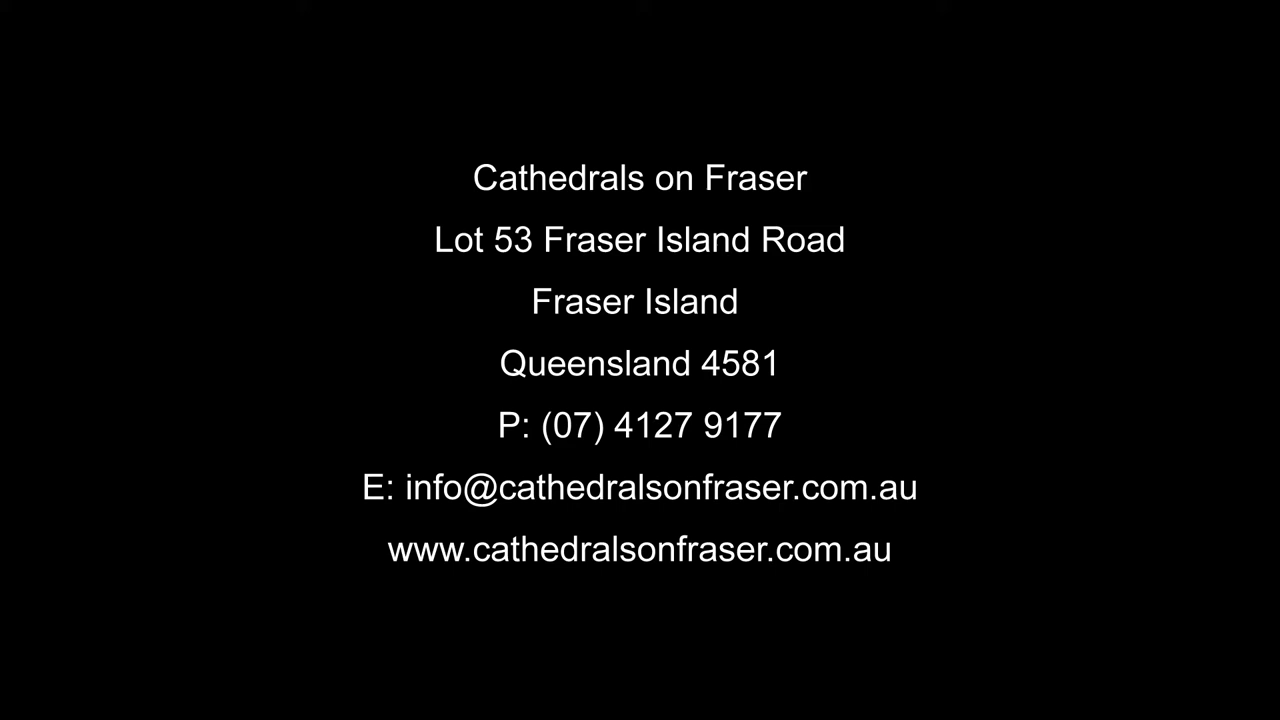 Cathedrals on Fraser
Lot 53 Fraser Island Road
Fraser Island
Queensland 4581
P: (07) 4127 9177
E: info@cathedralsonfraser.com.au
www.cathedralsonfraser.com.au